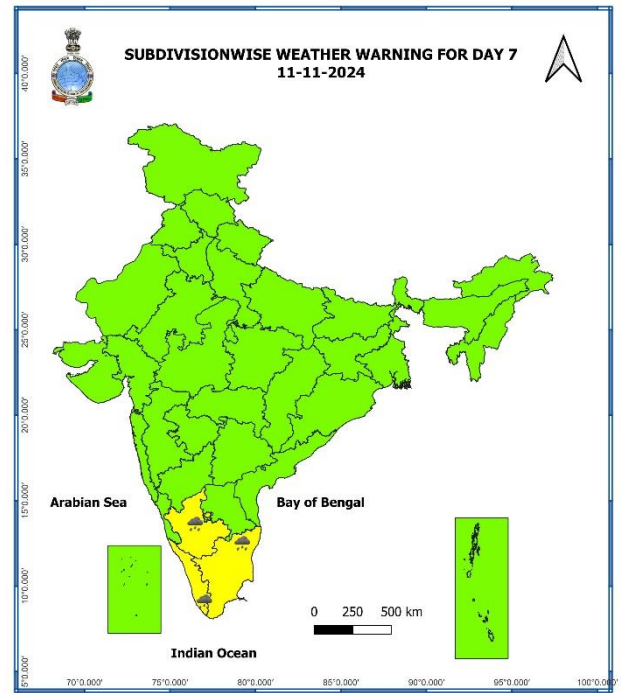 SUBDIVISIONWISE WEATHER WARNING FOR DAY 7
11-11-2024
40°0.000'
35°0.000'
30°0.000'
25°0.000'
20°0.000'
15°0.000'
10°0.000'
5°0.000'
Arabian Sea
Bay of Bengal
0 250 500 km
Indian Ocean
70°0.000' 75°0.000' 80°0.000' 85°0.000' 90°0.000' 95°0.000' 100°0.000'